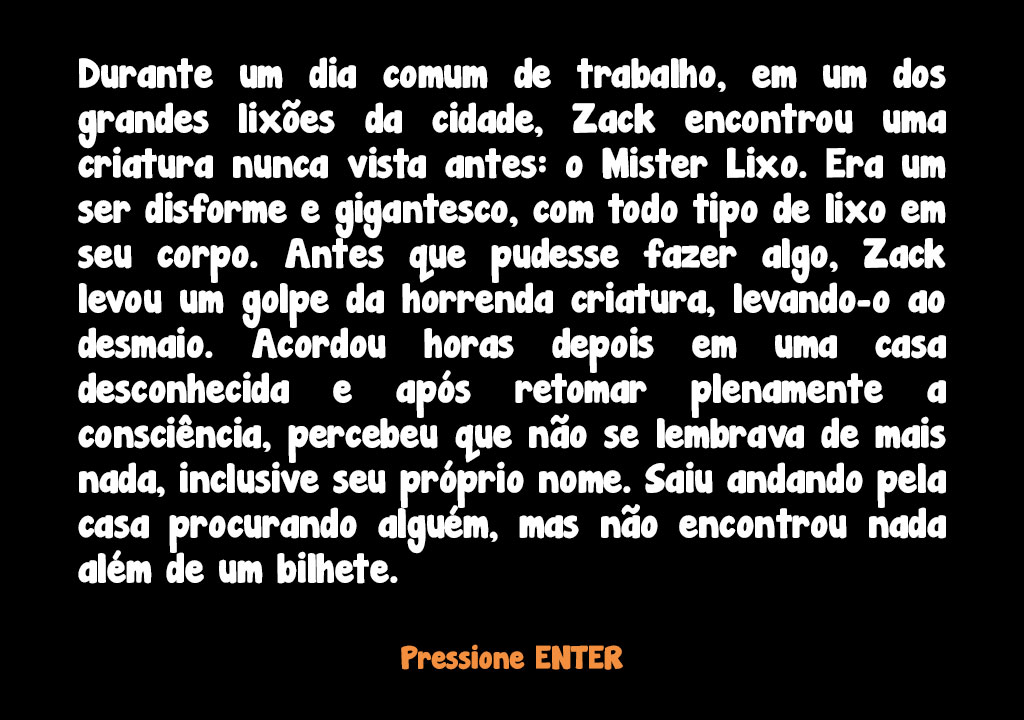 Durante um dia comum de trabalho, em um dos
grandes lixões da cidade, Zack encontrou uma
criatura nunca vista antes: o Mister Lixo. Era um
ser disforme e gigantesco, com todo tipo de lixo em
seu corpo. Antes que pudesse fazer algo, Zack
levou um golpe da horrenda criatura, levando-o ao
desmaio. Acordou horas depois em uma casa
desconhecida e após retomar plenamente a
consciência, percebeu que não se lembrava de mais
nada, inclusive seu próprio nome. Saiu andando pela
casa procurando alguém, mas não encontrou nada
além de um bilhete.
Pressione ENTER